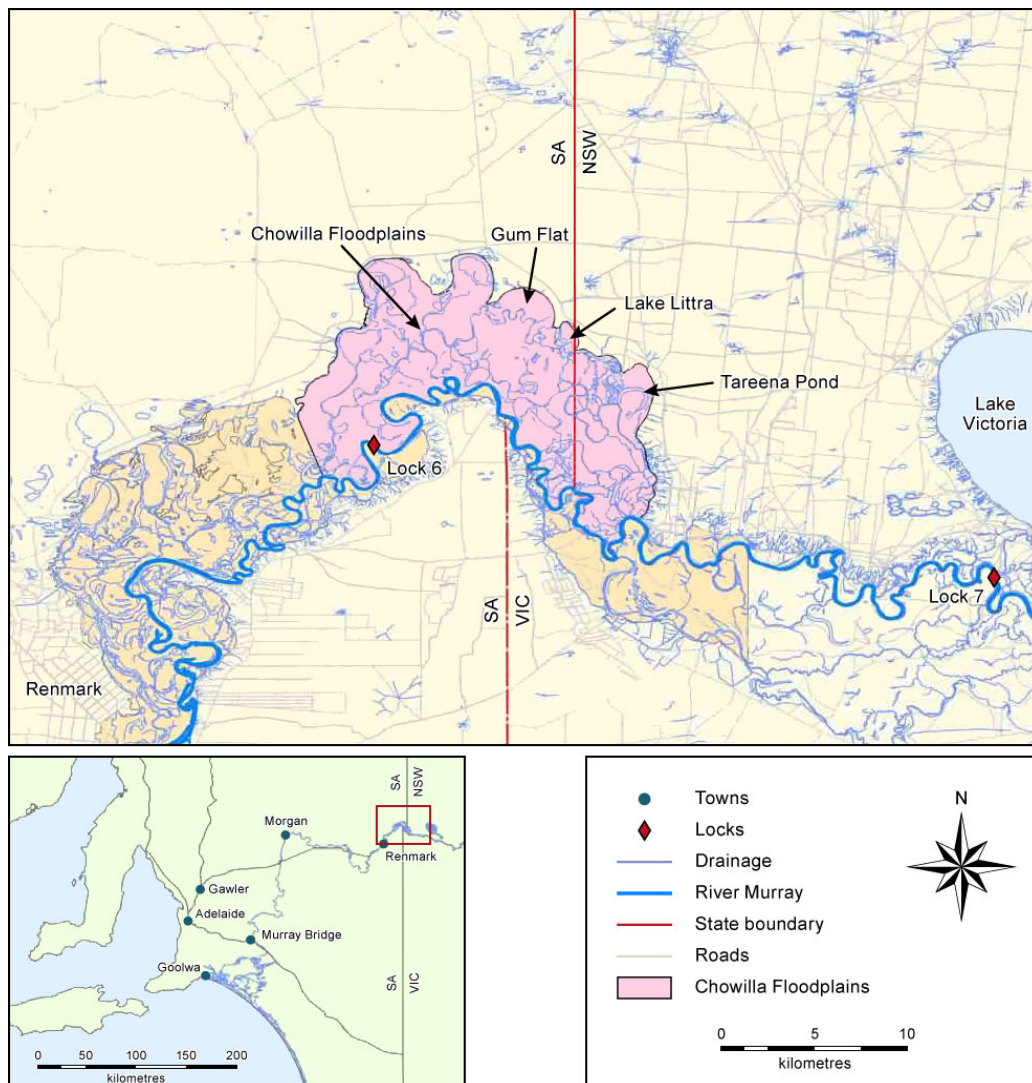 SA
NSW
Chowilla Floodplains
Gum Flat
Lake Littra
Tareena Pond
Lake
Victoria
Lock 6
Lock 7
SA
VIC
Renmark
SA
NSW
Morgan
Renmark
Gawler
Adelaide
Murray Bridge
Goolwa
SA
VIC
0 50 100 150 200
kilometres
Towns
Locks
Drainage
River Murray
State boundary
Roads
Chowilla Floodplains
N
0 5 10
kilometres